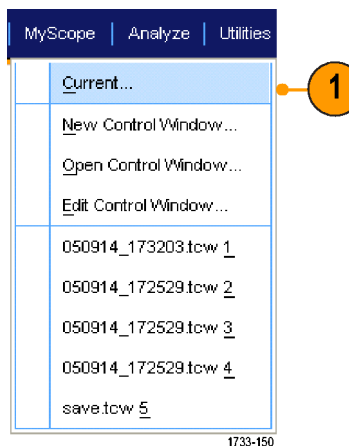 MyScope | Analyze | Utilities
Current...
1
New Control Window...
Open Control Window...
Edit Control Window...
050914_173203.tcw 1
050914_172529.tcw 2
050914_172529.tcw 3
050914_172529.tcw 4
save.tcw 5
1733-150